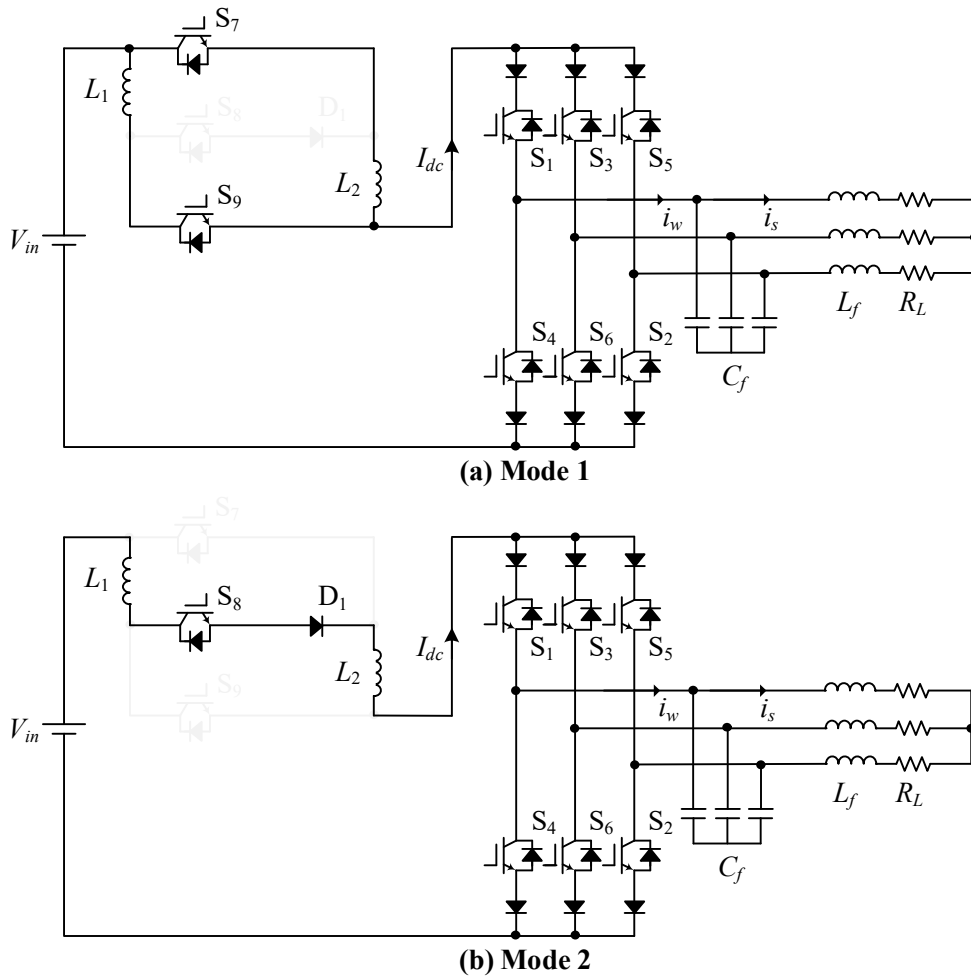 S7
L1
S8
D1
S1
S3
S5
Idc
L2
S9
iw
is
Vin
Lf
RL
S4
S6
S2
Cf
(a) Mode 1
S7
L1
S8
D1
S1
S3
S5
Idc
L2
S9
iw
is
Vin
Lf
RL
S4
S6
S2
Cf
(b) Mode 2